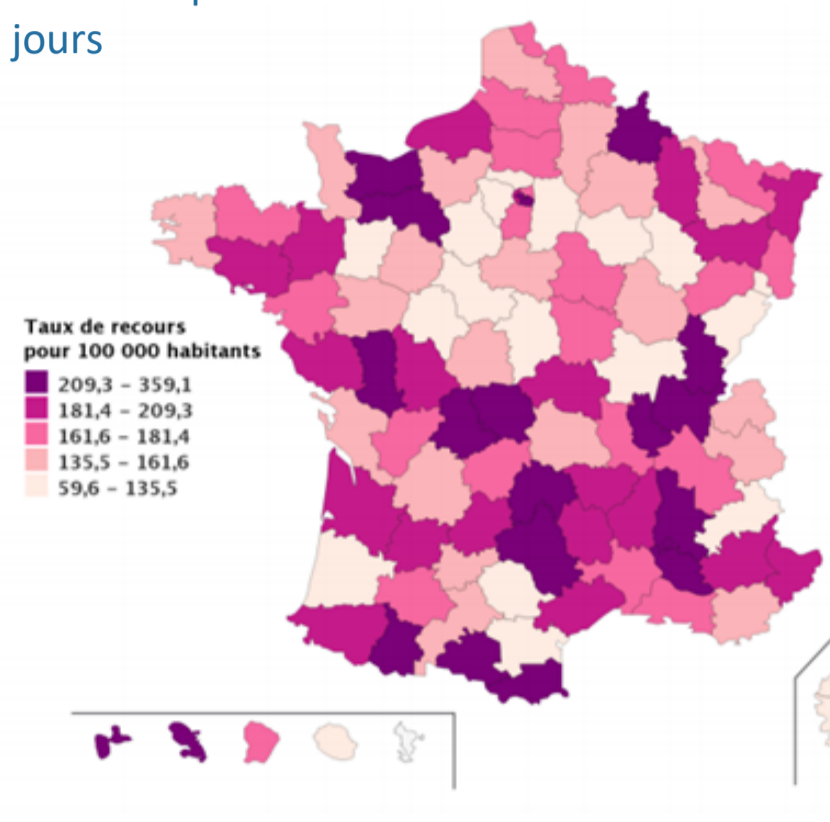 jours
Taux de recours
pour 100 000 habitants
209,3 – 359,1
181,4 – 209,3
161,6 – 181,4
135,5 – 161,6
59,6 – 135,5